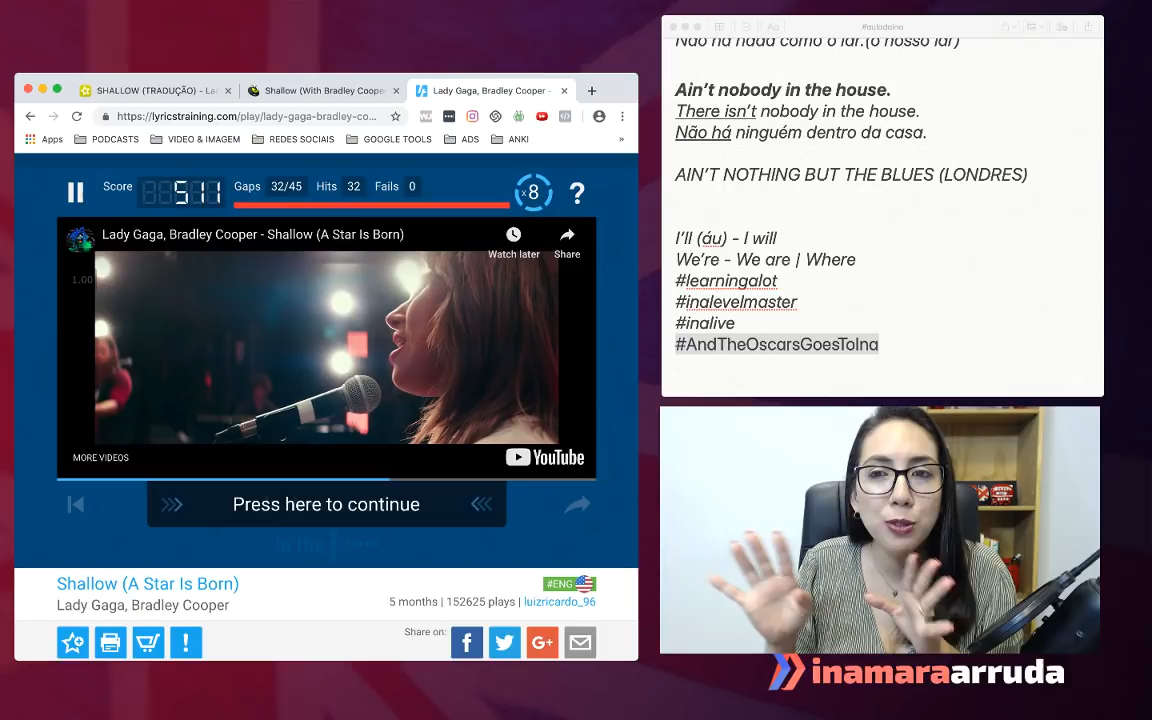 SHALLOW (TRADUÇÃO) - La
Shallow (With Bradley Cooper
Lady Gaga, Bradley Cooper -
https://lyricstraining.com/play/lady-gaga-bradley-co...
Apps
PODCASTS
VIDEO & IMAGEM
REDES SOCIAIS
GOOGLE TOOLS
ADS
ANKI
»
Score
511
Gaps 32/45
Hits 32
Fails 0
x8
?
Lady Gaga, Bradley Cooper - Shallow (A Star Is Born)
Watch later
Share
1.00
MORE VIDEOS
YouTube
Press here to continue
Shallow (A Star Is Born)
#ENG
Lady Gaga, Bradley Cooper
5 months | 152625 plays | luizricardo_96
Share on:
f
G+
#auladaina
Aa
Não há nada como o lar.(o nosso lar)
Ain't nobody in the house.
There isn't nobody in the house.
Não há ninguém dentro da casa.
AIN'T NOTHING BUT THE BLUES (LONDRES)
I'll (áu) - I will
We're - We are | Where
#learningalot
#inalevelmaster
#inalive
#AndTheOscarsGoesToIna
inamaraarruda